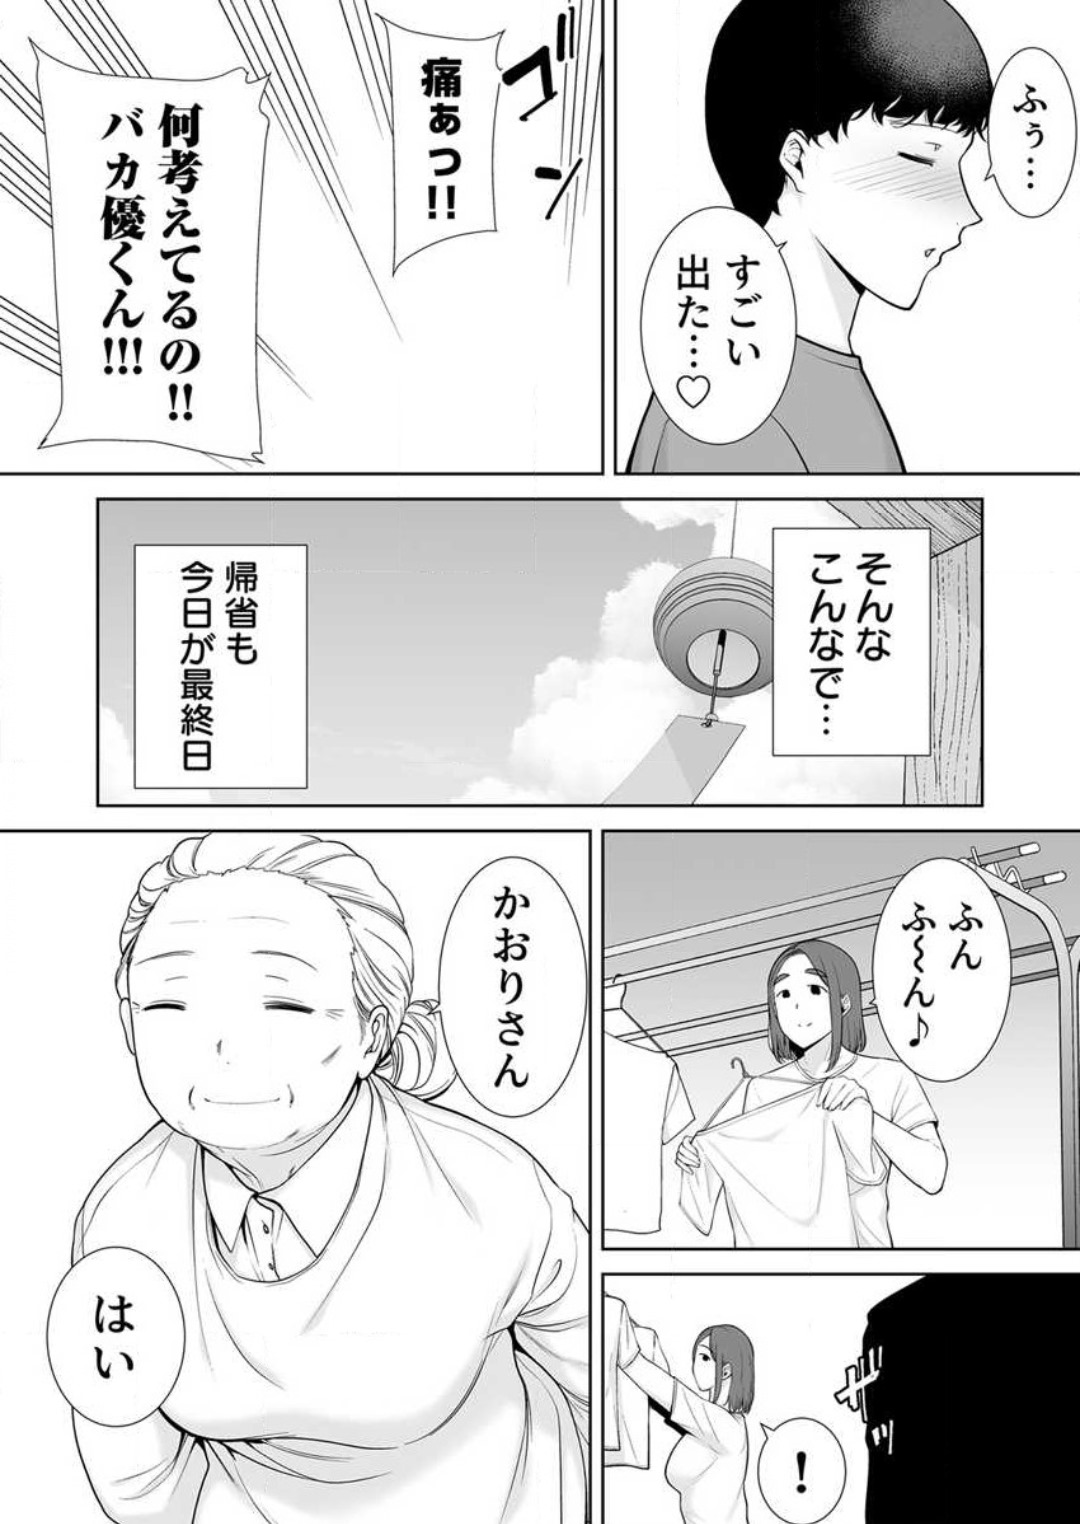 ふぅ…
すごい
出た…♡
ゴンッ
痛ぁっ!!
何考えてるの!!
バカ優くん!!!
そんな
こんなで…
帰省も
今日が最終日
ふん
ふ〜ん♪
ザッ
！
かおりさん
はい